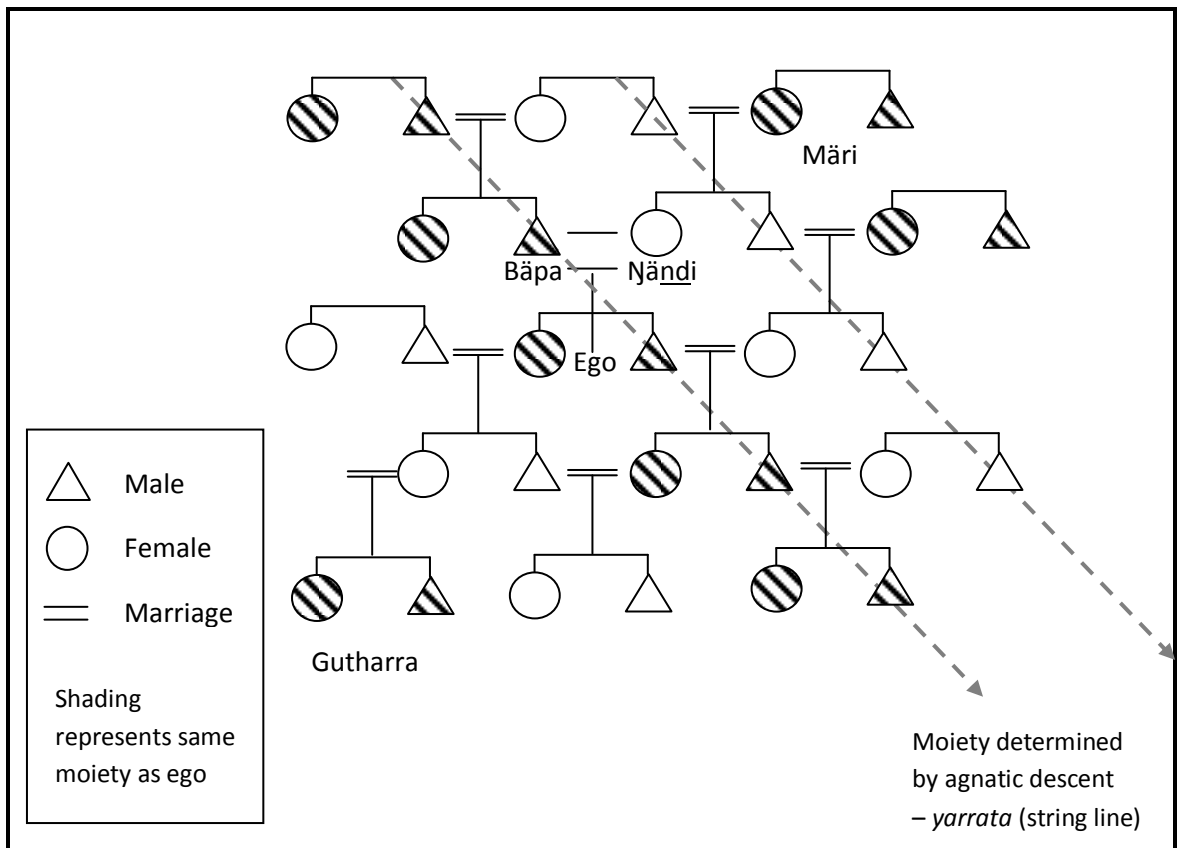 Märi
Bäpa
Ŋändi
Ego
Male
Female
Marriage
Gutharra
Shading
represents same
moiety as ego
Moiety determined
by agnatic descent
– yarrata (string line)